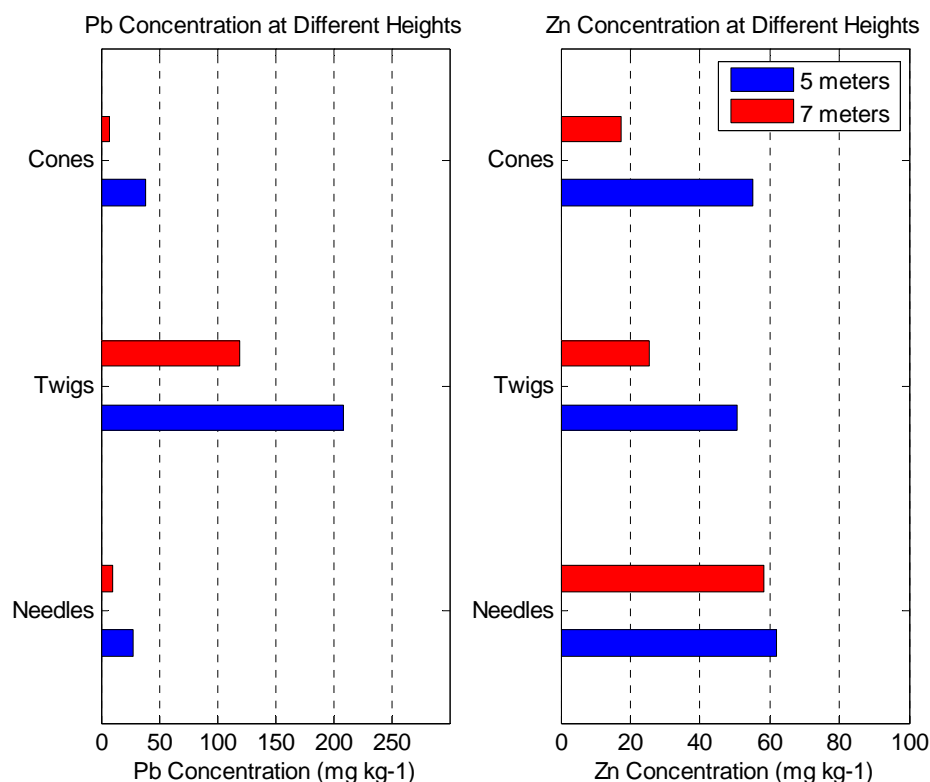 Pb Concentration at Different Heights
Cones
Twigs
Needles
0 50 100 150 200 250
Pb Concentration (mg kg-1)
Zn Concentration at Different Heights
5 meters
7 meters
Cones
Twigs
Needles
0 20 40 60 80 100
Zn Concentration (mg kg-1)